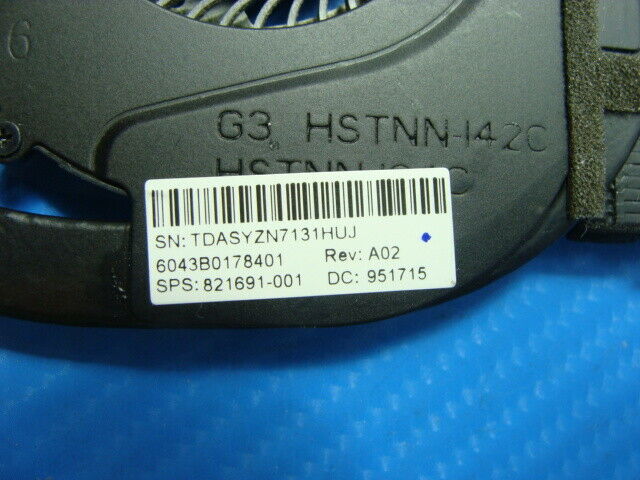 6
G3 HSTNN-I42C
SN: TDASYZN7131HUJ
6043B0178401 Rev: A02
SPS: 821691-001 DC: 951715